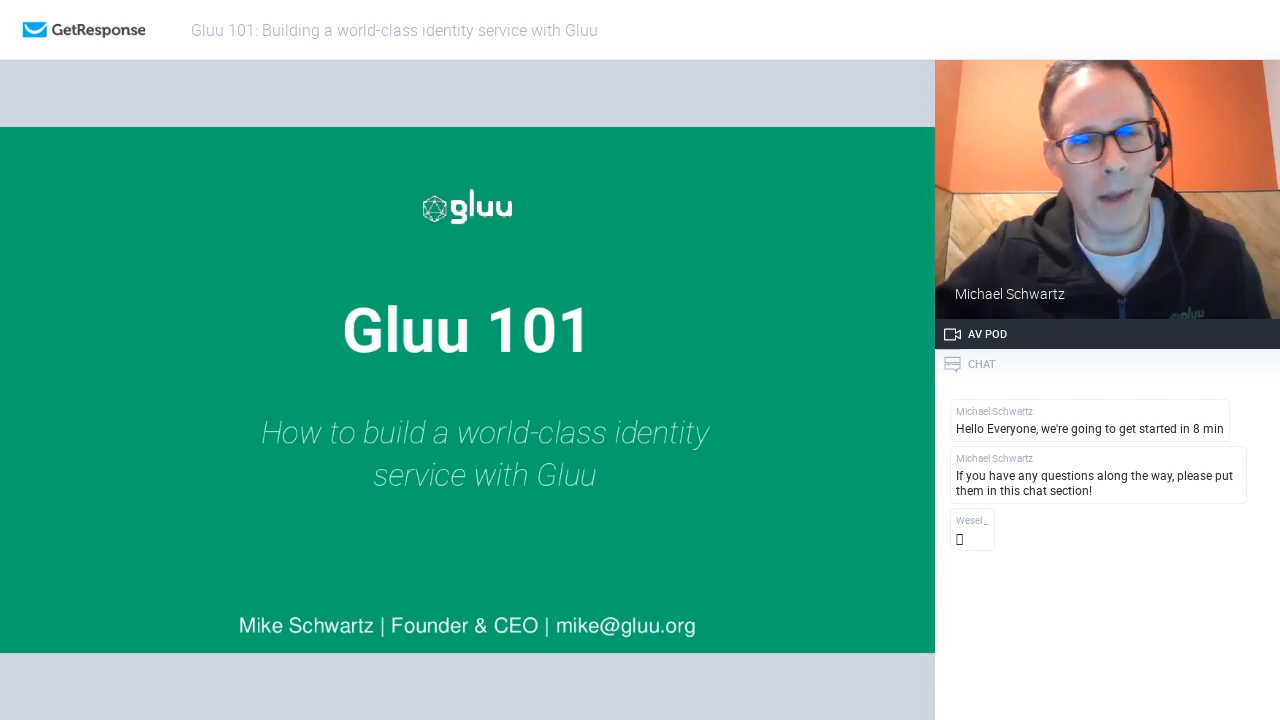 GetResponse
Gluu 101: Building a world-class identity service with Gluu
gluu
Gluu 101
How to build a world-class identity
service with Gluu
Mike Schwartz | Founder & CEO | mike@gluu.org
Michael Schwartz
gluu
AV POD
CHAT
Michael Schwartz
Hello Everyone, we're going to get started in 8 min
Michael Schwartz
If you have any questions along the way, please put
them in this chat section!
Wesel _